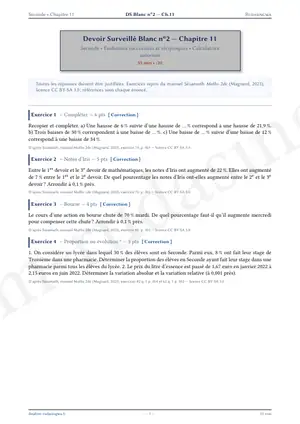 Seconde • Chapitre 11
DS Blanc n°2 — Ch.11
Devoir Surveillé Blanc n°2 — Chapitre 11
Seconde • Évolutions successives et réciproques • Calculatrice
autorisée
55 min •
Toutes les réponses doivent être justifiées. Exercices repris du manuel Sésamath Maths 2de (Magnard, 2023),
licence CC BY-SA 3.0 ; références sous chaque énoncé.
Exercice 1 — Compléter — 6 pts [ Correction ]
Recopier et compléter. a) Une hausse de 6 % suivie d'une hausse de … % correspond à une hausse de 21,9 %.
b) Trois baisses de 30 % correspondent à une baisse de … %. c) Une baisse de … % suivie d'une baisse de 12 %
correspond à une baisse de 34 %.
Exercice 2 — Notes d'Iris — 5 pts [ Correction ]
Entre le 1er devoir et le 3e devoir de mathématiques, les notes d'Iris ont augmenté de 22 %. Elles ont augmenté
de 7 % entre le 1er et le 2e devoir. De quel pourcentage les notes d'Iris ont-elles augmenté entre le 2e et le 3e
devoir ? Arrondir à 0,1 % près.
Exercice 3 — Bourse — 4 pts [ Correction ]
Le cours d'une action en bourse chute de 70 % mardi. De quel pourcentage faut-il qu'il augmente mercredi
pour compenser cette chute ? Arrondir à 0,1 % près.
Exercice 4 — Proportion ou évolution — 5 pts [ Correction ]
1. On considère un lycée dans lequel 30 % des élèves sont en Seconde. Parmi eux, 8 % ont fait leur stage de
Troisième dans une pharmacie. Déterminer la proportion des élèves en Seconde ayant fait leur stage dans une
pharmacie parmi tous les élèves du lycée. 2. Le prix du litre d'essence est passé de 1,67 euro en janvier 2022 à
2,15 euros en juin 2022. Déterminer la variation absolue et la variation relative (à 0,001 près)
– 1 –
55 min